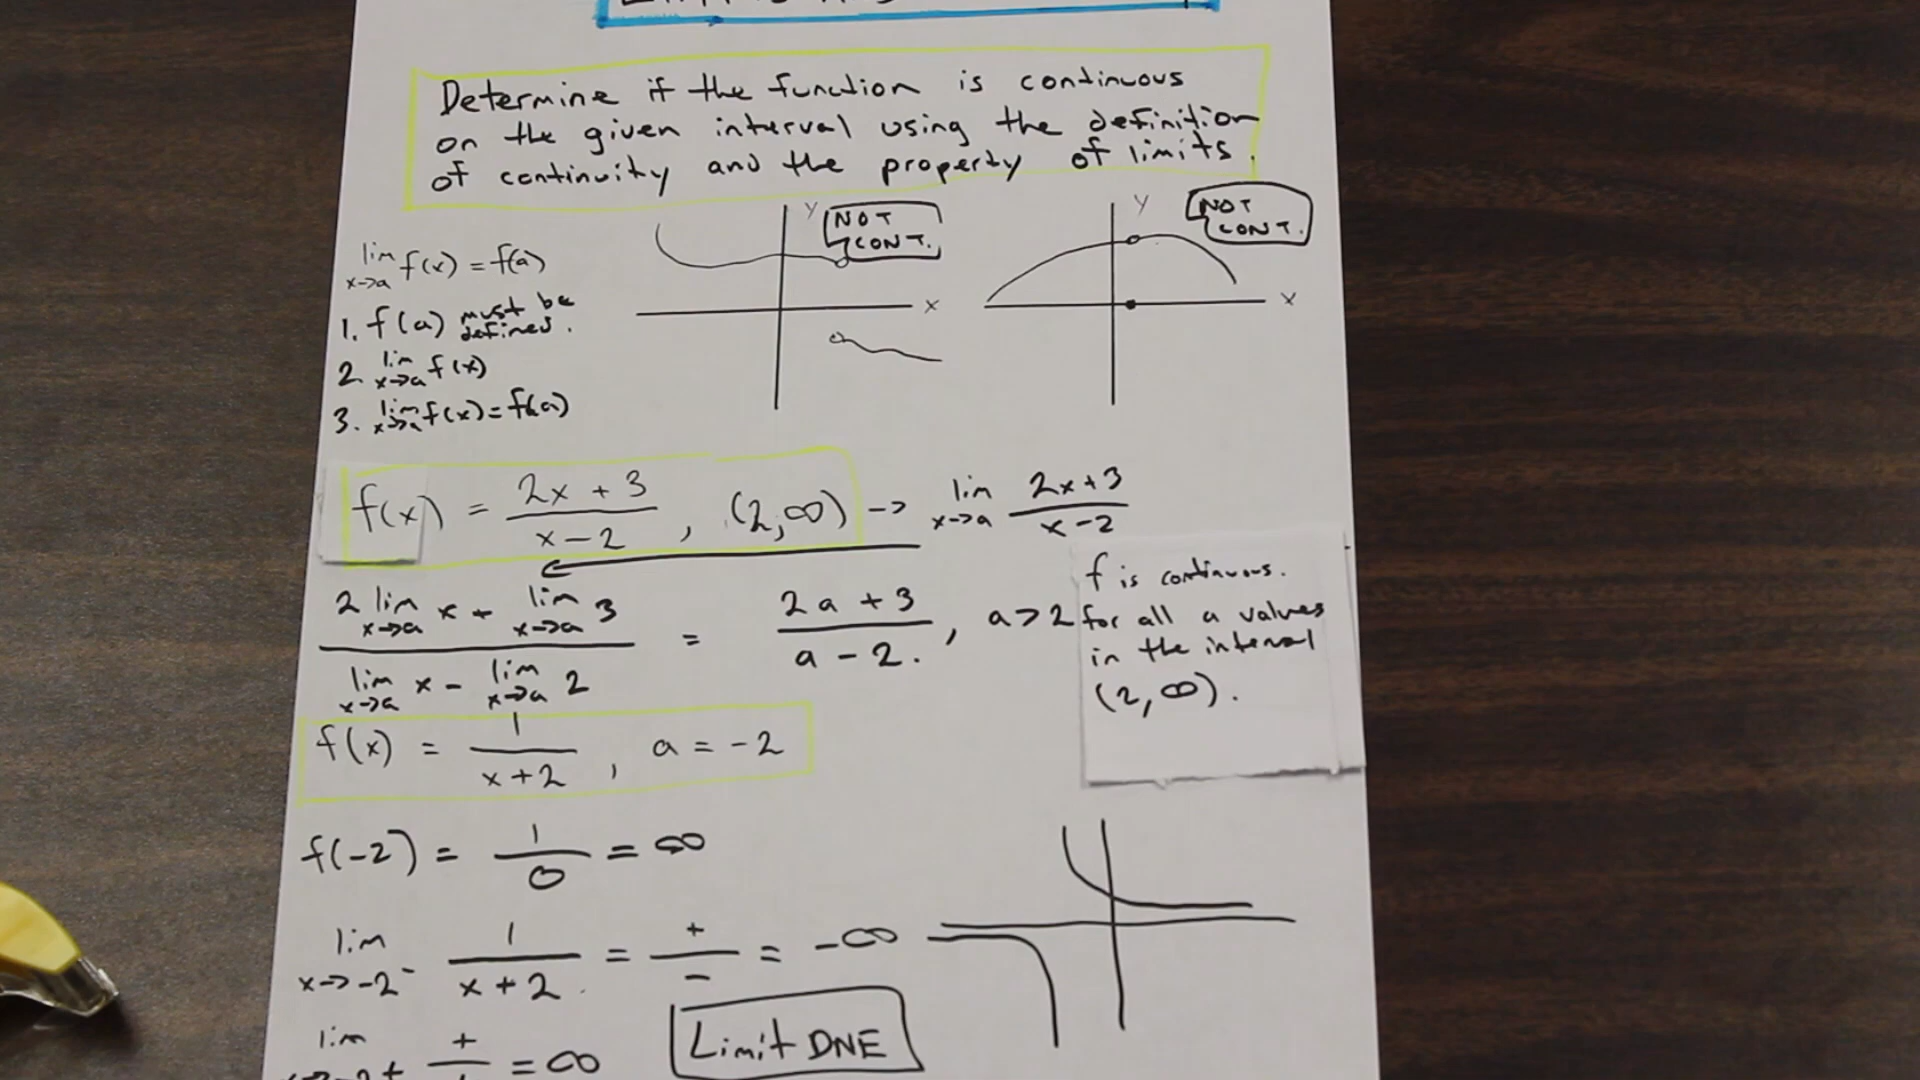 Determine if the function is continuous
on the given interval using the definition
of continuity and the property of limits.
lim x->a f(x) = f(a)
1. f(a) must be defined.
2. lim x->a f(x)
3. lim x->a f(x) = f(a)
y
NOT
CONT.
x
y
NOT
CONT.
x
f(x) = (2x + 3)/(x - 2), (2,∞) -> lim x->a (2x+3)/(x-2)
(2 lim x->a x + lim x->a 3)/(lim x->a x - lim x->a 2) = (2a + 3)/(a - 2.), a > 2
f is continuous.
for all a values
in the interval
(2, ∞).
f(x) = 1/(x+2), a = -2
f(-2) = 1/0 = ∞
lim x->-2⁻ 1/(x+2) = +/- = -∞
lim +/+ = ∞
Limit DNE